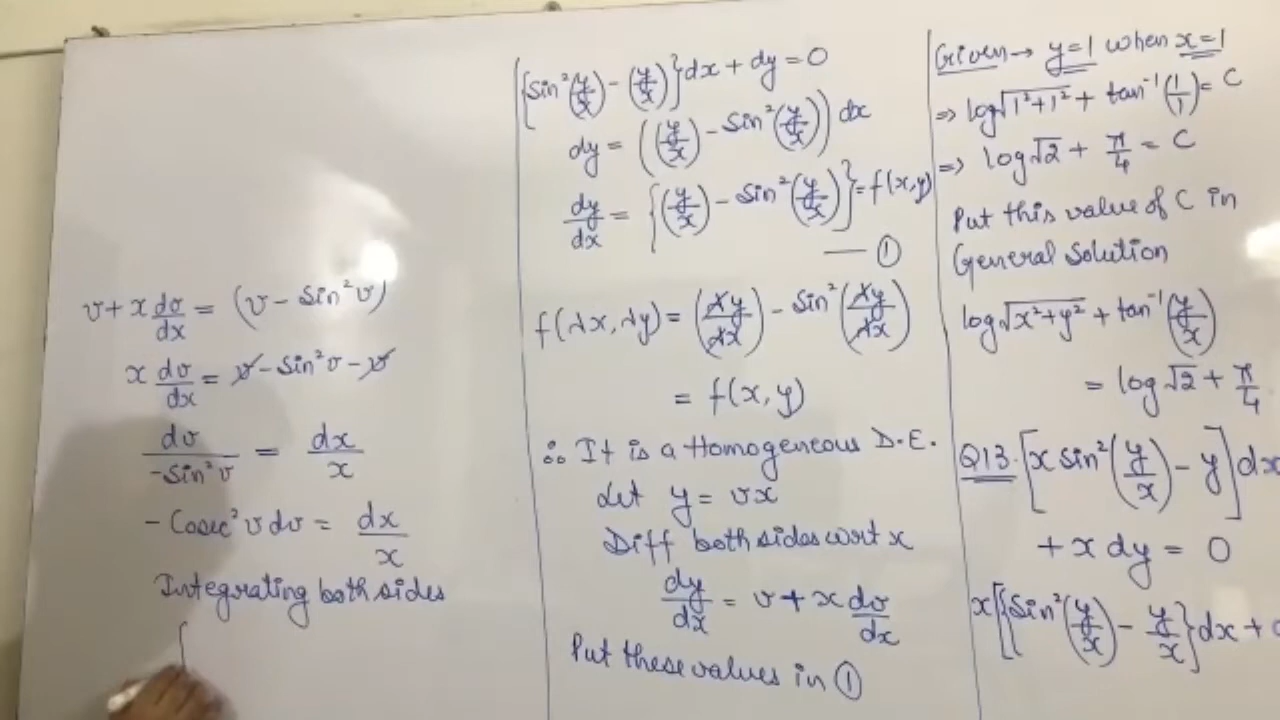 v + x dv/dx = (v - Sin²v)
x dv/dx = v - Sin²v - v
dv/-Sin²v = dx/x
- Cosec²v dv = dx/x
Integrating both sides
∫
[{Sin²(y/x) - (y/x)}dx + dy = 0
dy = ((y/x) - Sin²(y/x)) dx
dy/dx = {(y/x) - Sin²(y/x)} = f(x,y)
— ①
f(λx, λy) = (λy/λx) - Sin²(λy/λx)
= f(x, y)
∴ It is a Homogeneous D.E.
Let y = vx
Diff both sides wrt x
dy/dx = v + x dv/dx
Put these values in ①
Given → y=1 when x=1
⇒ log√1²+1² + tan⁻¹(1/1) = C
⇒ log√2 + π/4 = C
Put this value of C in
General Solution
log√x²+y² + tan⁻¹(y/x)
= log√2 + π/4
Q13. [x sin²(y/x) - y] dx
+ x dy = 0
x[{Sin²(y/x) - y/x}dx +